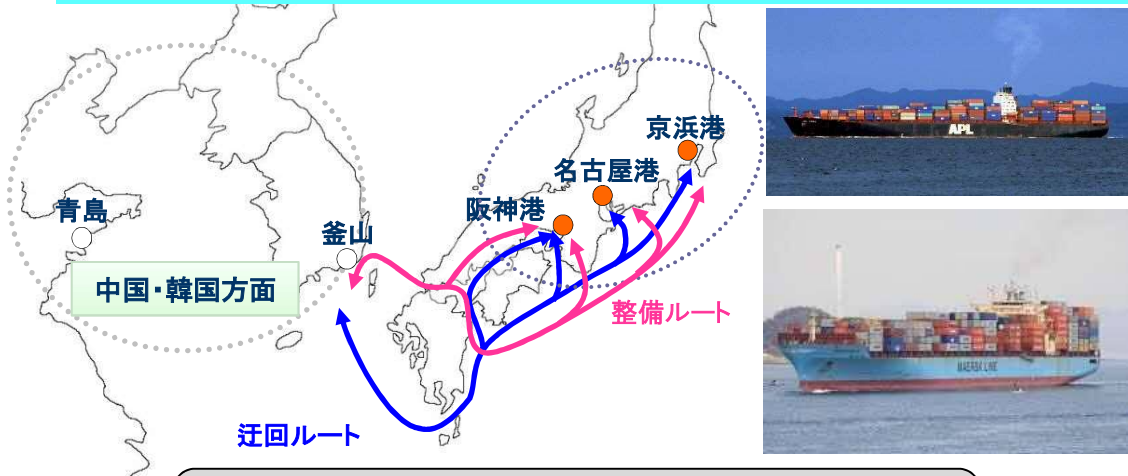 京浜港
名古屋港
阪神港
青島
釜山
中国・韓国方面
整備ルート
迂回ルート
APL
MAERSK LINE